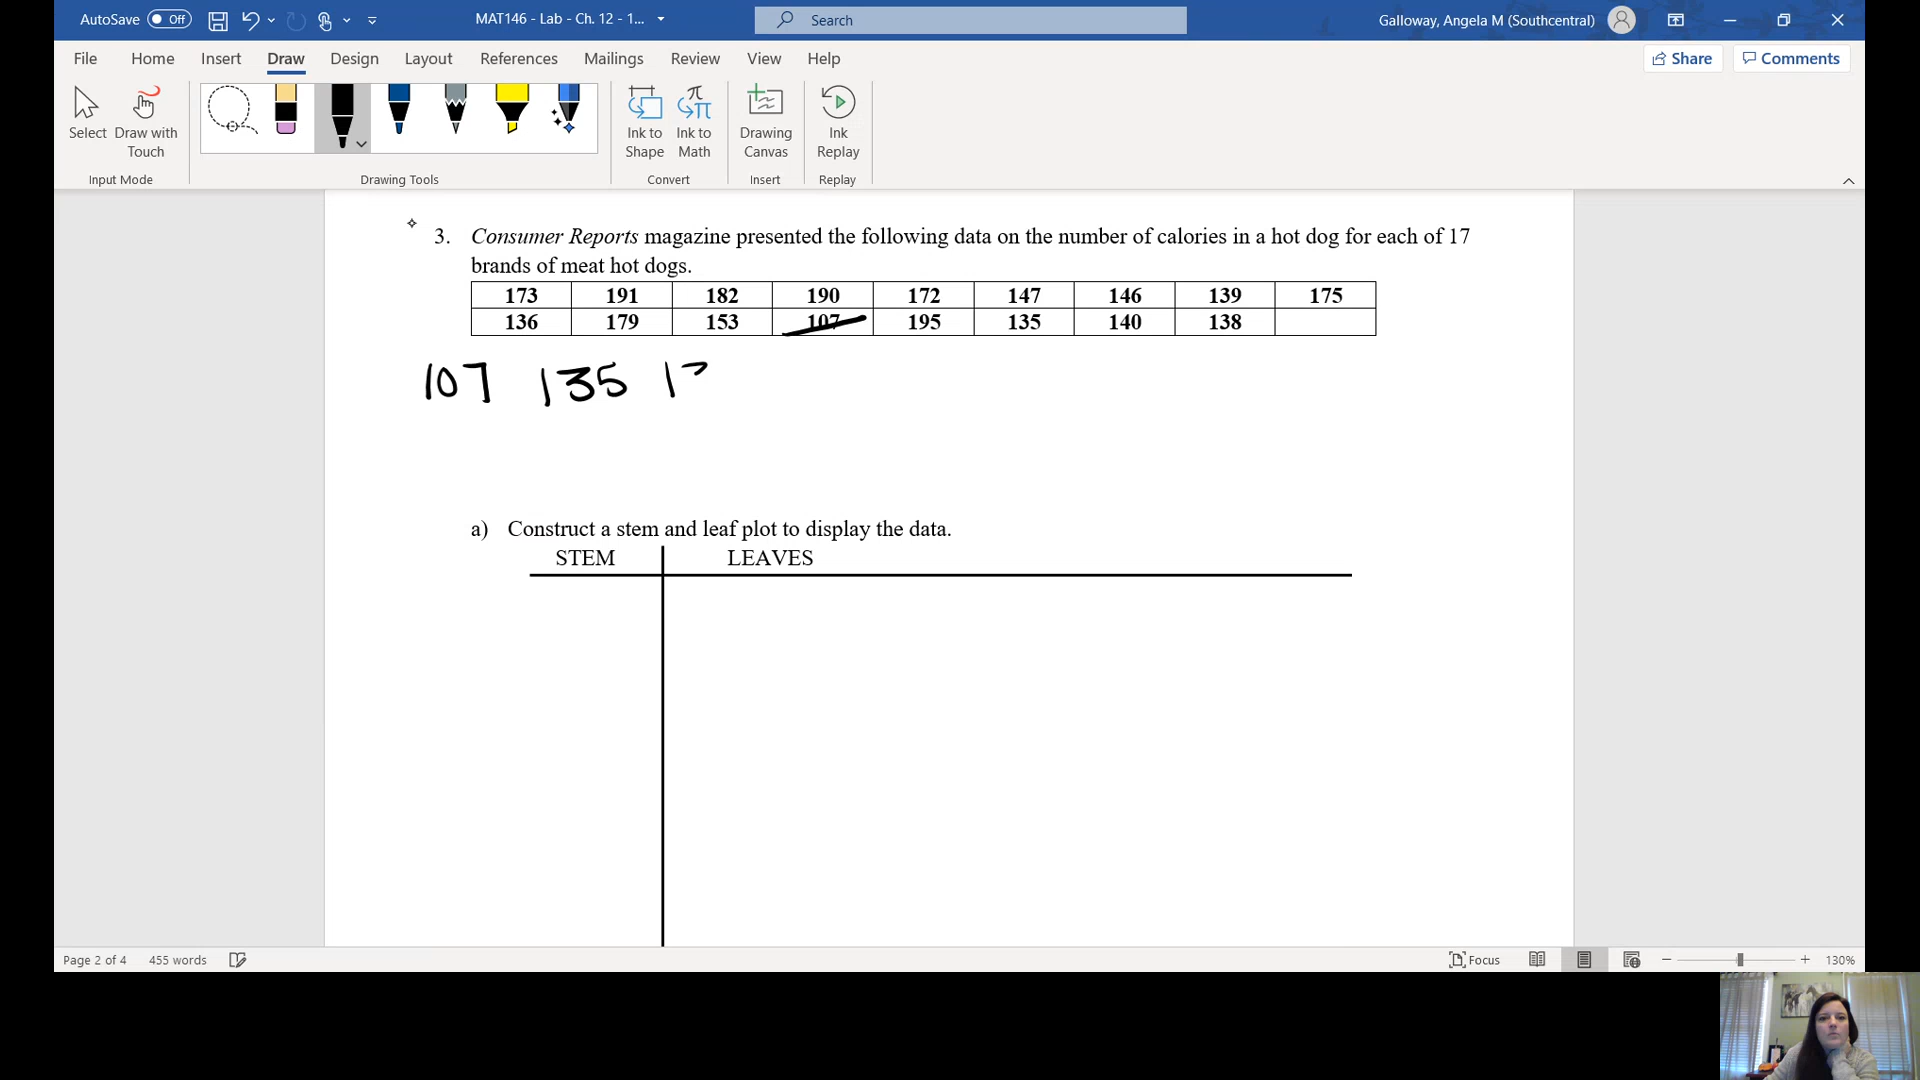 AutoSave Off MAT146 - Lab - Ch. 12 - 1... Search Galloway, Angela M (Southcentral)
File Home Insert Draw Design Layout References Mailings Review View Help Share Comments
Select Draw with Touch Ink to Shape Ink to Math Drawing Canvas Ink Replay
Input Mode Drawing Tools Convert Insert Replay
3. Consumer Reports magazine presented the following data on the number of calories in a hot dog for each of 17
brands of meat hot dogs.
173 191 182 190 172 147 146 139 175
136 179 153 107 195 135 140 138
107 135
a) Construct a stem and leaf plot to display the data.
STEM LEAVES
Page 2 of 4 455 words Focus 130%